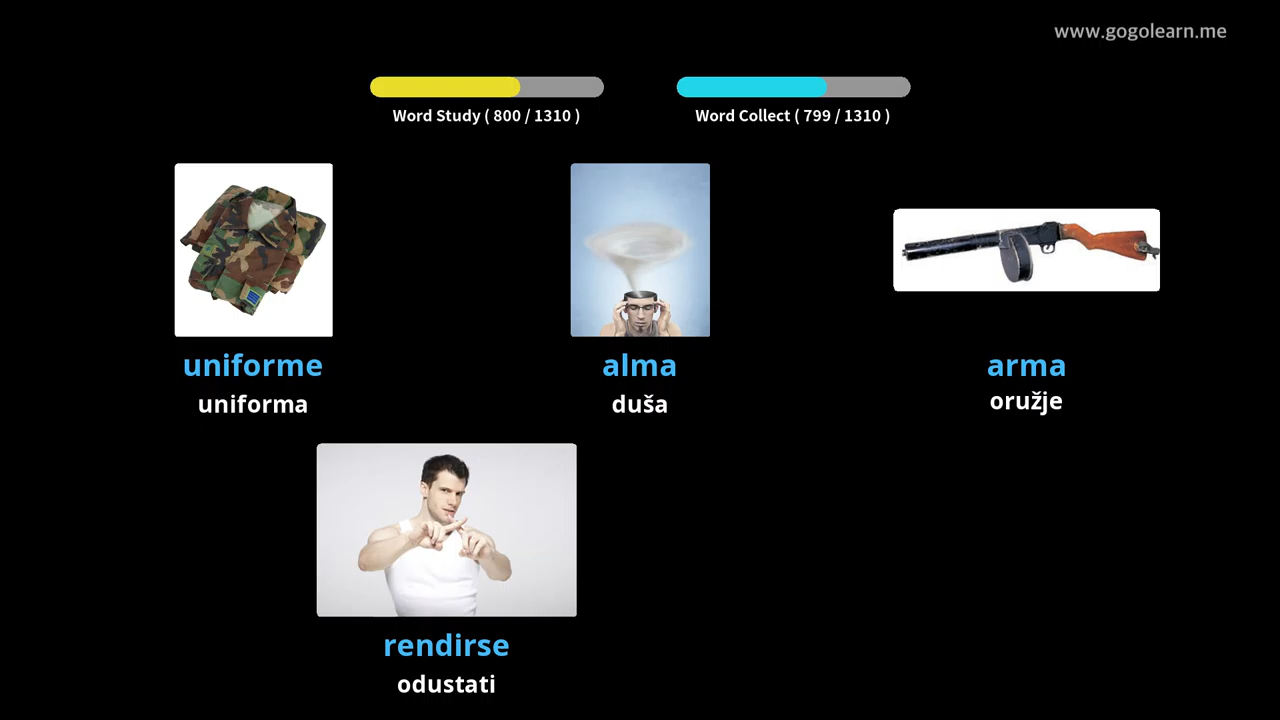 www.gogolearn.me
Word Study ( 800 / 1310 )
Word Collect ( 799 / 1310 )
uniforme
uniforma
alma
duša
arma
oružje
rendirse
odustati